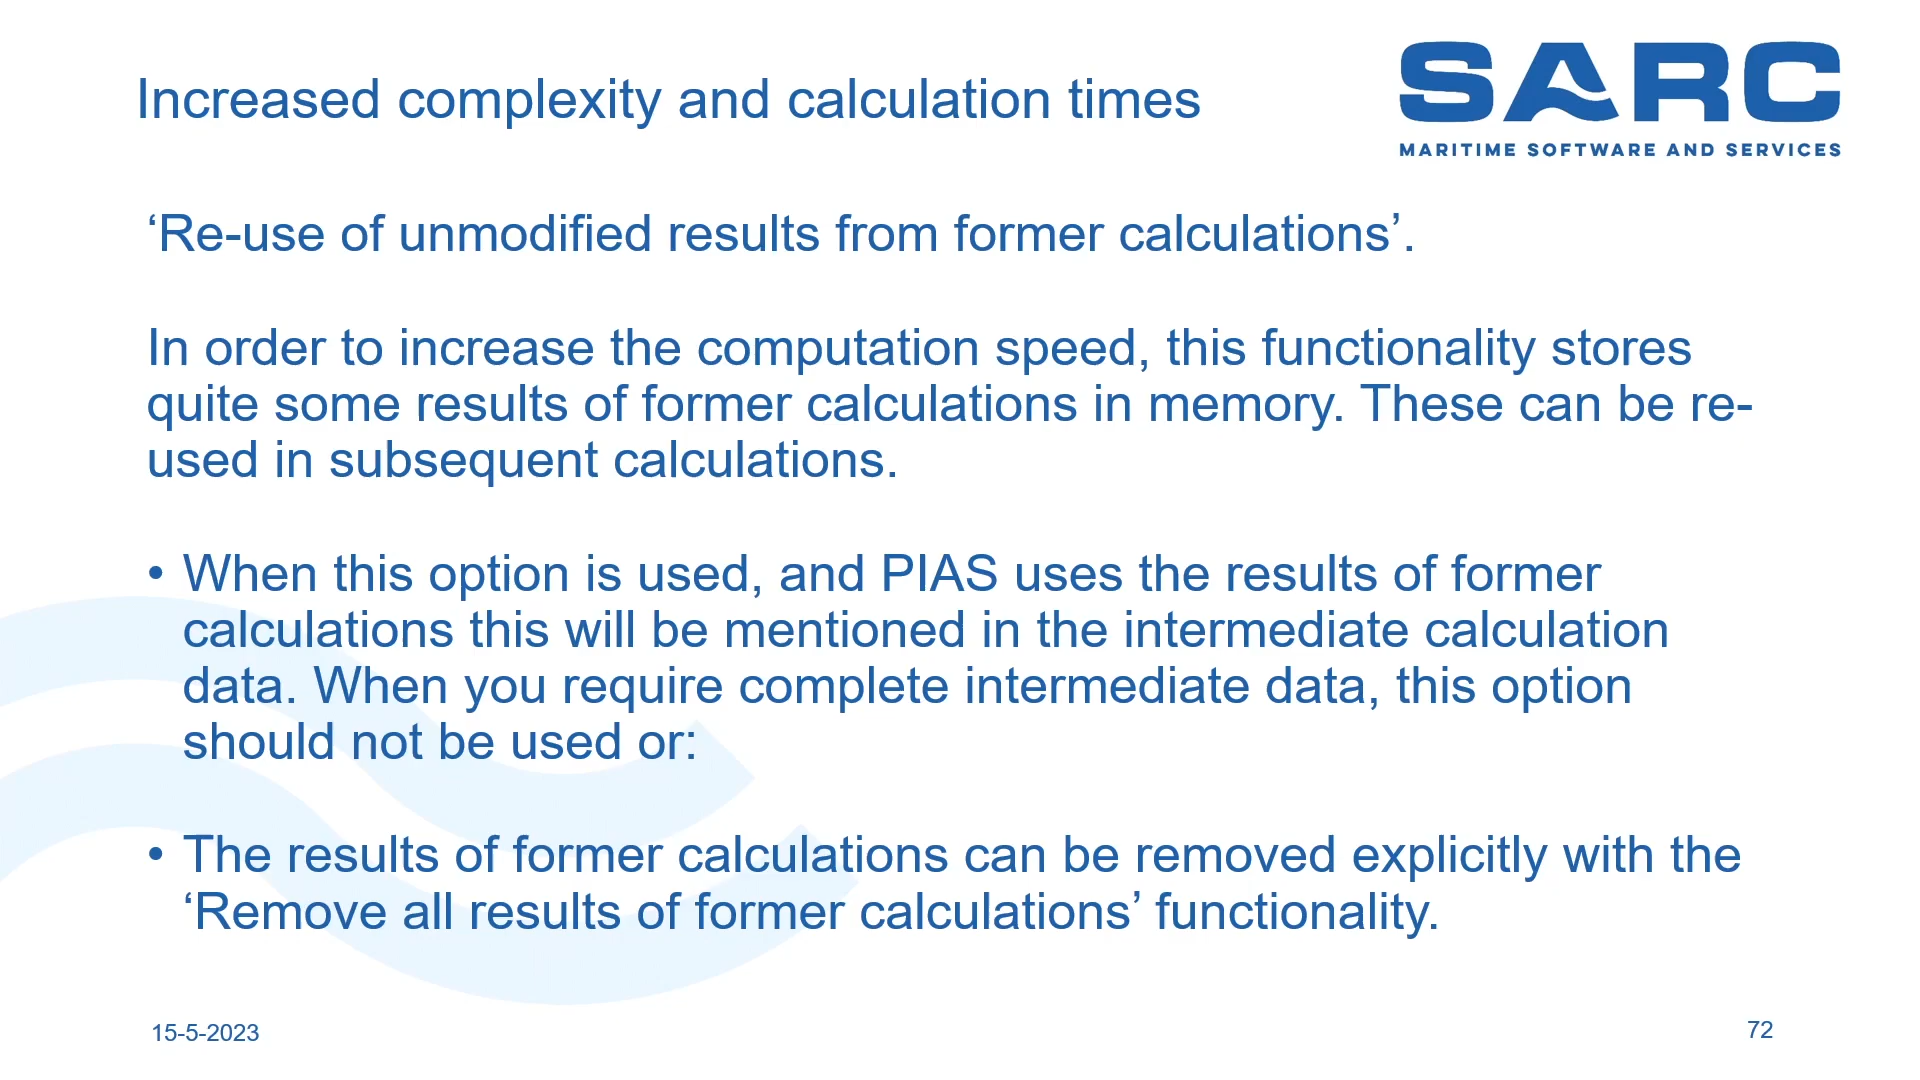 Increased complexity and calculation times
SARC
MARITIME SOFTWARE AND SERVICES
‘Re-use of unmodified results from former calculations’.
In order to increase the computation speed, this functionality stores
quite some results of former calculations in memory. These can be re-
used in subsequent calculations.
• When this option is used, and PIAS uses the results of former
calculations this will be mentioned in the intermediate calculation
data. When you require complete intermediate data, this option
should not be used or:
• The results of former calculations can be removed explicitly with the
‘Remove all results of former calculations’ functionality.
15-5-2023
72